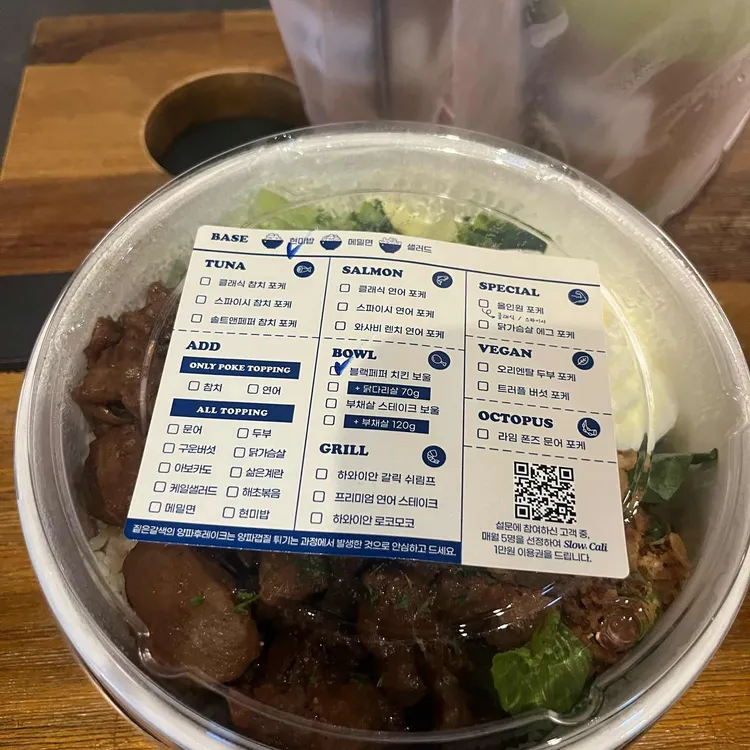 BASE 현미밥 메밀면 샐러드
TUNA
클래식 참치 포케
스파이시 참치 포케
솔트앤페퍼 참치 포케
SALMON
클래식 연어 포케
스파이시 연어 포케
와사비 렌치 연어 포케
SPECIAL
올인원 포케
클래식 / 스파이시
닭가슴살 에그 포케
ADD
ONLY POKE TOPPING
참치 연어
ALL TOPPING
문어 두부
구운버섯 닭가슴살
아보카도 삶은계란
케일샐러드 해초볶음
메밀면 현미밥
BOWL
블랙페퍼 치킨 보울
+ 닭다리살 70g
부채살 스테이크 보울
+ 부채살 120g
GRILL
하와이안 갈릭 쉬림프
프리미엄 연어 스테이크
하와이안 로코모코
VEGAN
오리엔탈 두부 포케
트러플 버섯 포케
OCTOPUS
라임 폰즈 문어 포케
설문에 참여하신 고객 중,
매월 5명을 선정하여 Slow Cali
1만원 이용권을 드립니다.
짙은갈색의 양파후레이크는 양파껍질 튀기는 과정에서 발생한 것으로 안심하고 드세요.